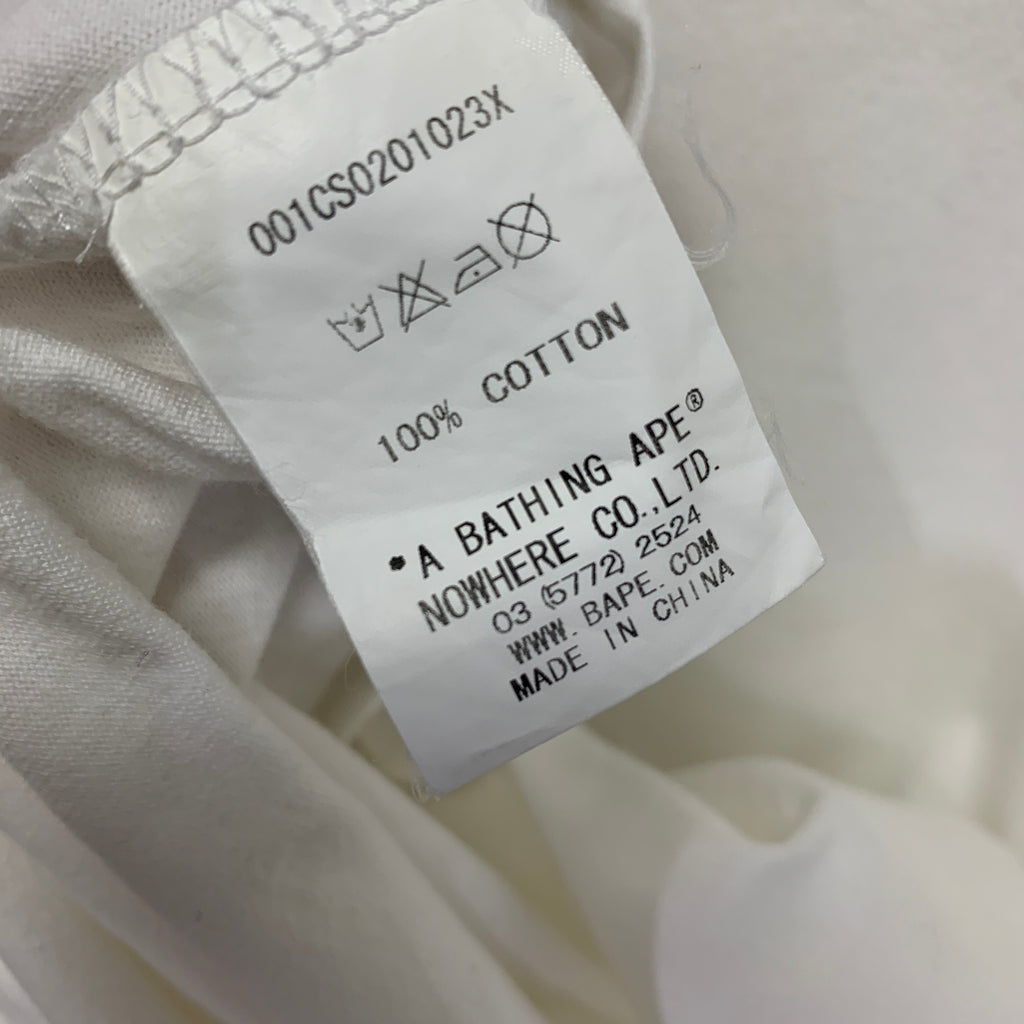 001CS0201023X
100% COTTON
*A BATHING APE®
NOWHERE CO.,LTD.
03 (5772) 2524
WWW.BAPE.COM
MADE IN CHINA